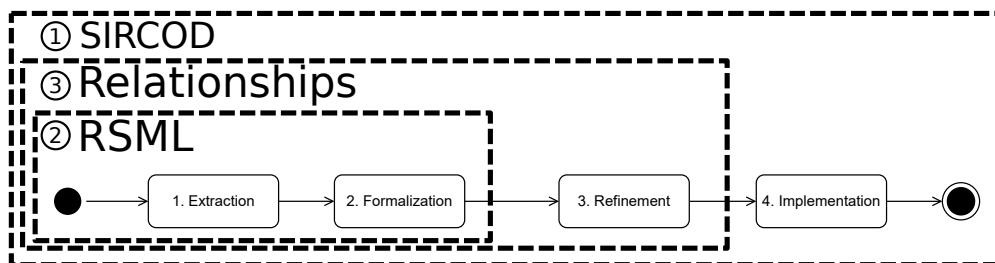 ① SIRCOD
③ Relationships
② RSML
1. Extraction
2. Formalization
3. Refinement
4. Implementation